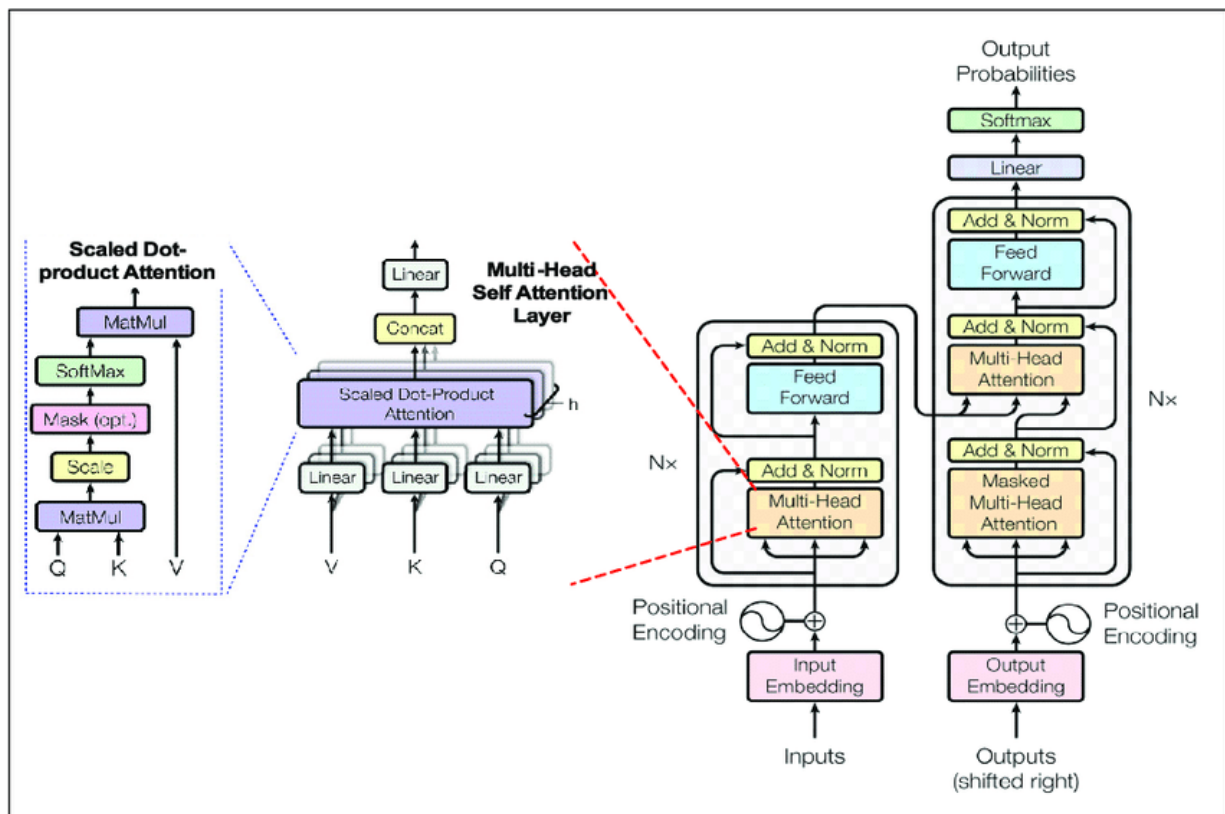 Scaled Dot-
product Attention
MatMul
SoftMax
Mask (opt.)
Scale
MatMul
Q
K
V
Linear
Multi-Head
Self Attention
Layer
Concat
Scaled Dot-Product
Attention
h
Linear
Linear
Linear
V
K
Q
Add & Norm
Feed
Forward
Nx
Add & Norm
Multi-Head
Attention
Positional
Encoding
Input
Embedding
Inputs
Output
Probabilities
Softmax
Linear
Add & Norm
Feed
Forward
Add & Norm
Multi-Head
Attention
Nx
Add & Norm
Masked
Multi-Head
Attention
Positional
Encoding
Output
Embedding
Outputs
(shifted right)